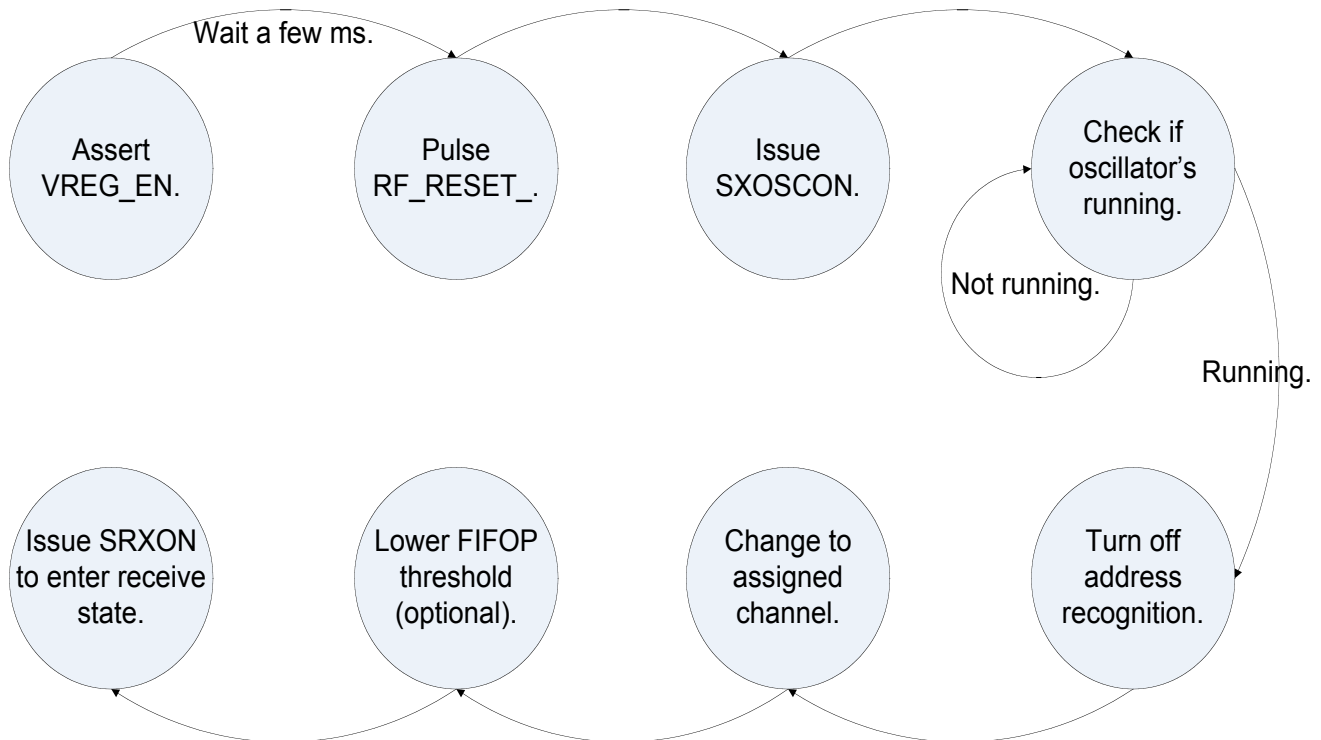 Wait a few ms.
Assert
VREG_EN.
Pulse
RF_RESET_.
Issue
SXOSCON.
Check if
oscillator's
running.
Not running.
Running.
Issue SRXON
to enter receive
state.
Lower FIFOP
threshold
(optional).
Change to
assigned
channel.
Turn off
address
recognition.